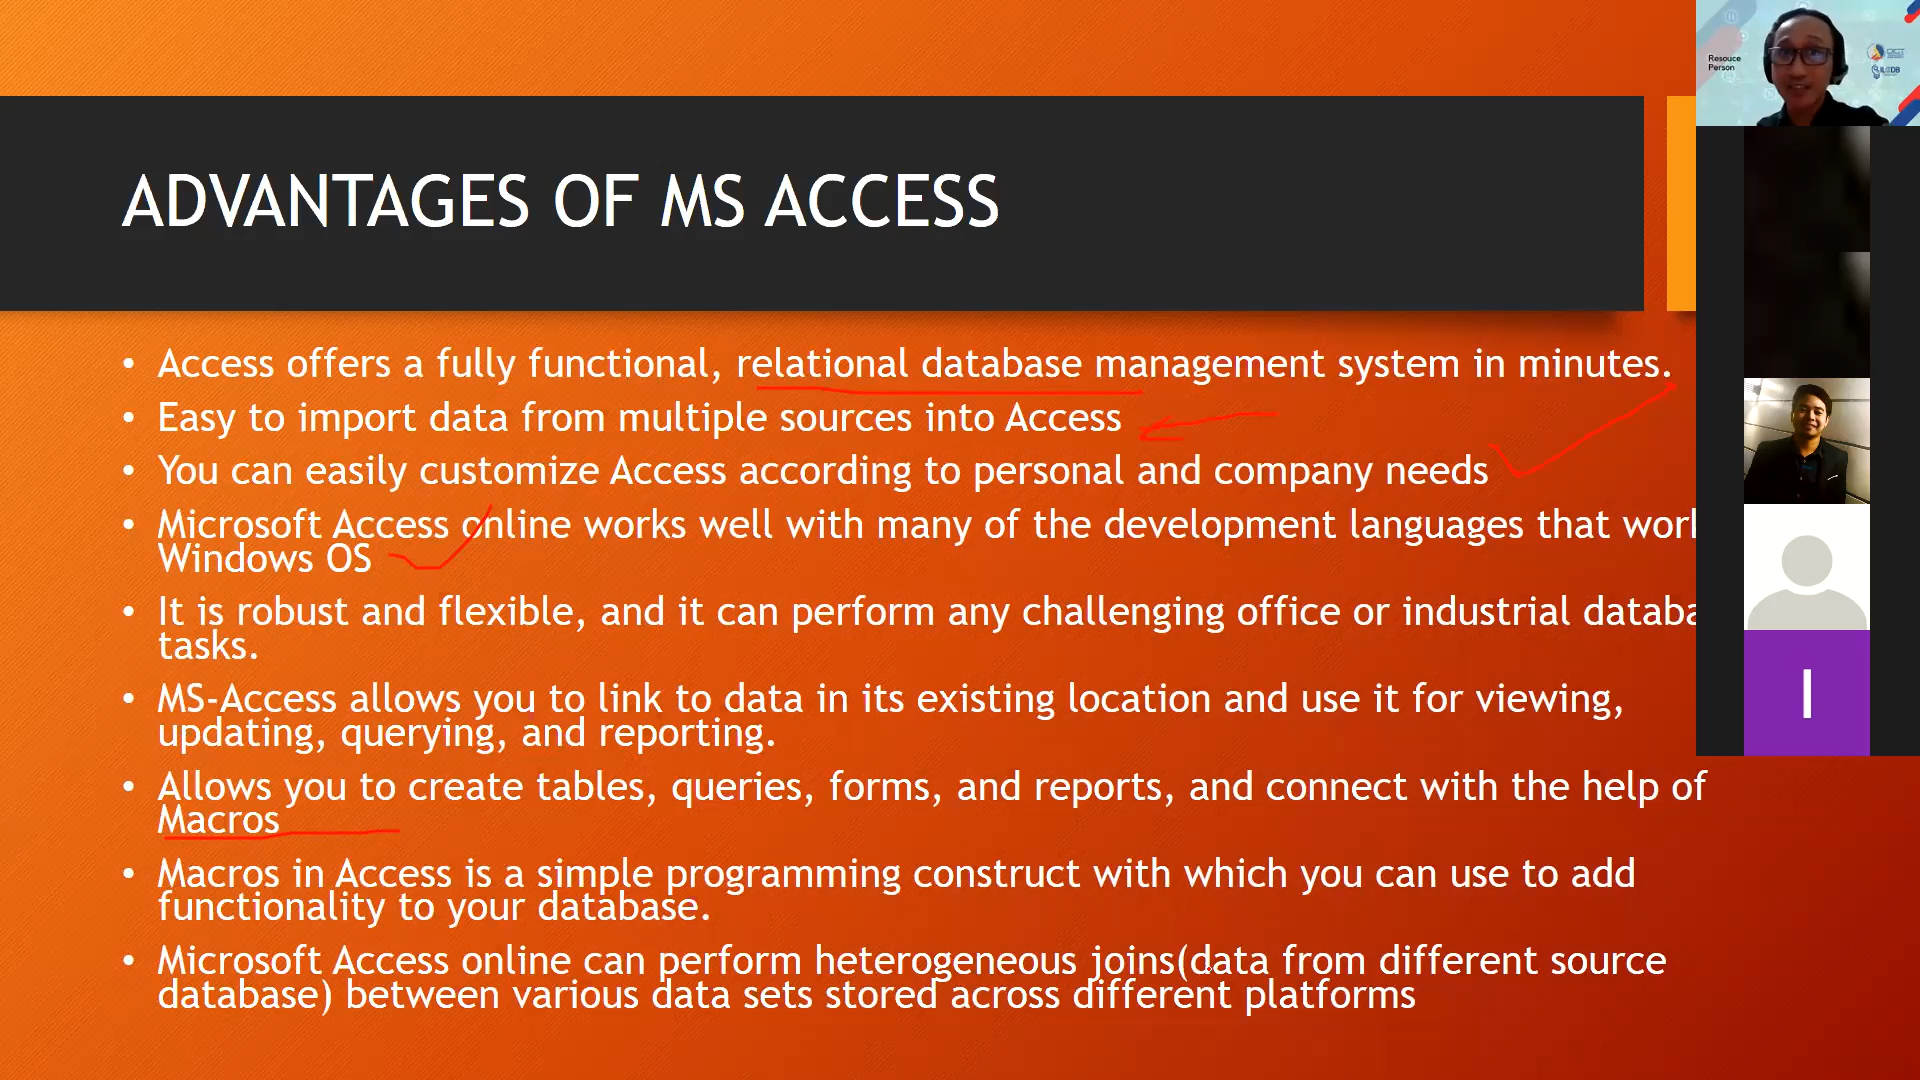 ADVANTAGES OF MS ACCESS
• Access offers a fully functional, relational database management system in minutes.
• Easy to import data from multiple sources into Access
• You can easily customize Access according to personal and company needs
• Microsoft Access online works well with many of the development languages that work
Windows OS
• It is robust and flexible, and it can perform any challenging office or industrial databa
tasks.
• MS-Access allows you to link to data in its existing location and use it for viewing,
updating, querying, and reporting.
• Allows you to create tables, queries, forms, and reports, and connect with the help of
Macros
• Macros in Access is a simple programming construct with which you can use to add
functionality to your database.
• Microsoft Access online can perform heterogeneous joins(data from different source
database) between various data sets stored across different platforms
Resouce
Person
I